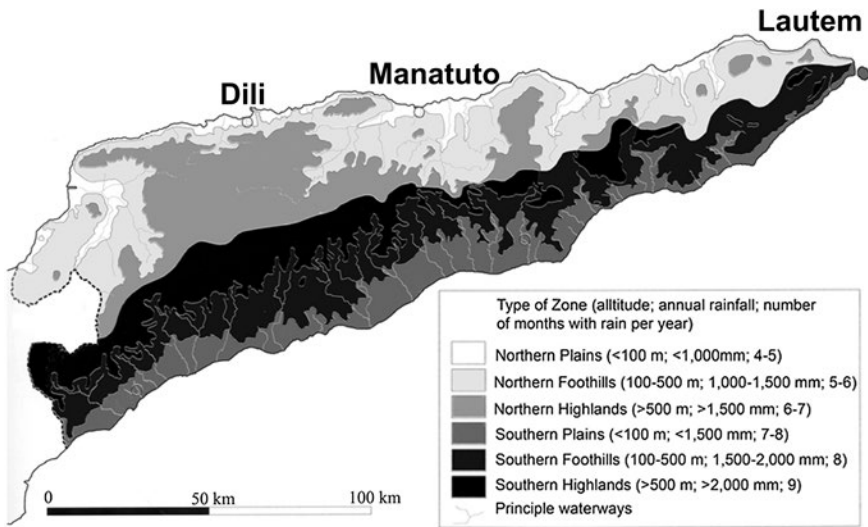 Lautem
Manatuto
Dili
Type of Zone (alltitude; annual rainfall; number
of months with rain per year)
Northern Plains (<100 m; <1,000mm; 4-5)
Northern Foothills (100-500 m; 1,000-1,500 mm; 5-6)
Northern Highlands (>500 m; >1,500 mm; 6-7)
Southern Plains (<100 m; <1,500 mm; 7-8)
Southern Foothills (100-500 m; 1,500-2,000 mm; 8)
Southern Highlands (>500 m; >2,000 mm; 9)
Principle waterways
0 50 km 100 km